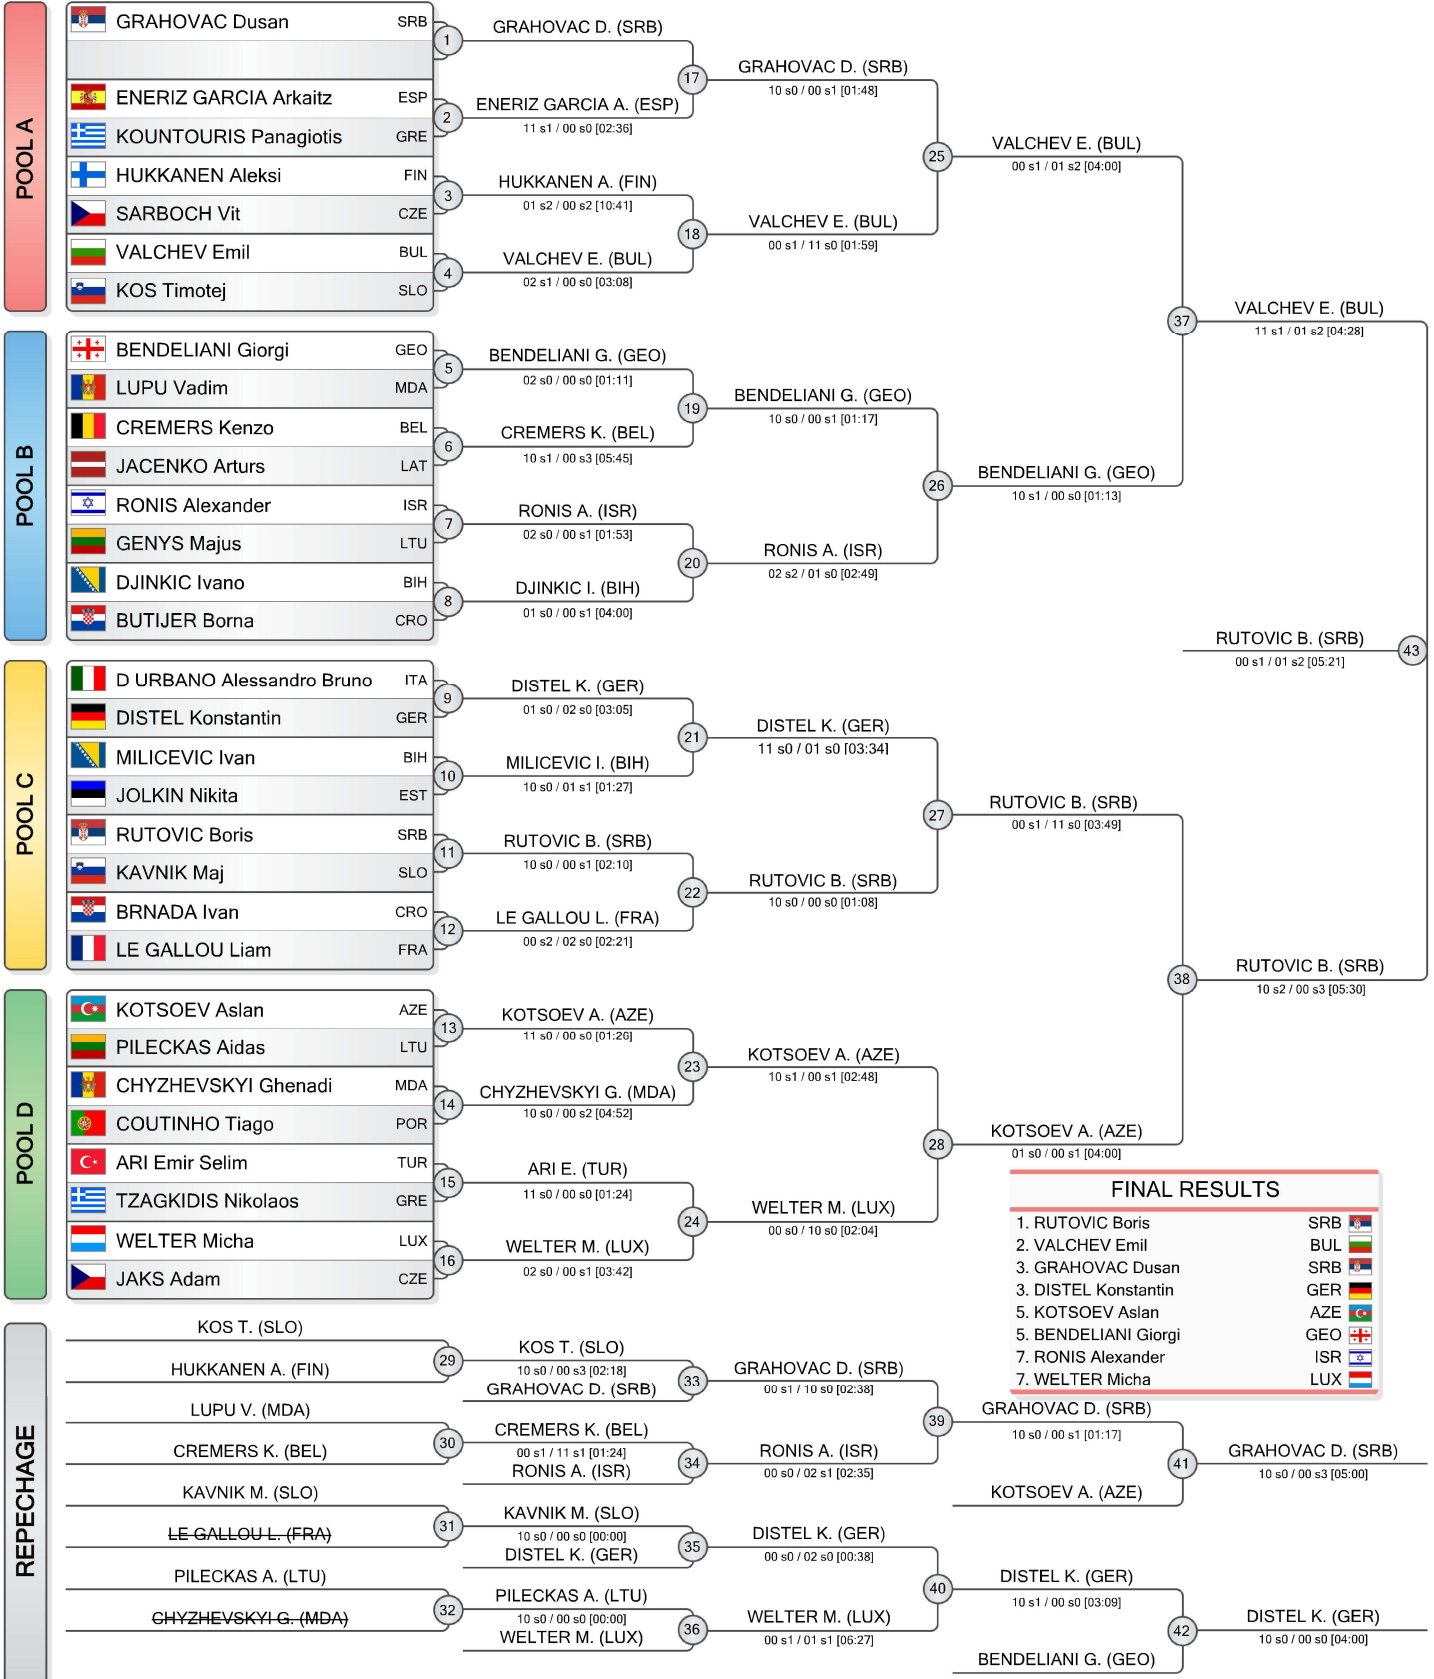 POOL A
GRAHOVAC Dusan SRB
ENERIZ GARCIA Arkaitz ESP
KOUNTOURIS Panagiotis GRE
HUKKANEN Aleksi FIN
SARBOCH Vit CZE
VALCHEV Emil BUL
KOS Timotej SLO
1
2
3
4
GRAHOVAC D. (SRB)
ENERIZ GARCIA A. (ESP)
11 s1 / 00 s0 [02:36]
HUKKANEN A. (FIN)
01 s2 / 00 s2 [10:41]
VALCHEV E. (BUL)
02 s1 / 00 s0 [03:08]
17
18
GRAHOVAC D. (SRB)
10 s0 / 00 s1 [01:48]
VALCHEV E. (BUL)
00 s1 / 11 s0 [01:59]
25
VALCHEV E. (BUL)
00 s1 / 01 s2 [04:00]
POOL B
BENDELIANI Giorgi GEO
LUPU Vadim MDA
CREMERS Kenzo BEL
JACENKO Arturs LAT
RONIS Alexander ISR
GENYS Majus LTU
DJINKIC Ivano BIH
BUTIJER Borna CRO
5
6
7
8
BENDELIANI G. (GEO)
02 s0 / 00 s0 [01:11]
CREMERS K. (BEL)
10 s1 / 00 s3 [05:45]
RONIS A. (ISR)
02 s0 / 00 s1 [01:53]
DJINKIC I. (BIH)
01 s0 / 00 s1 [04:00]
19
20
BENDELIANI G. (GEO)
10 s0 / 00 s1 [01:17]
RONIS A. (ISR)
02 s2 / 01 s0 [02:49]
26
BENDELIANI G. (GEO)
10 s1 / 00 s0 [01:13]
37
VALCHEV E. (BUL)
11 s1 / 01 s2 [04:28]
RUTOVIC B. (SRB)
00 s1 / 01 s2 [05:21]
43
POOL C
D URBANO Alessandro Bruno ITA
DISTEL Konstantin GER
MILICEVIC Ivan BIH
JOLKIN Nikita EST
RUTOVIC Boris SRB
KAVNIK Maj SLO
BRNADA Ivan CRO
LE GALLOU Liam FRA
9
10
11
12
DISTEL K. (GER)
01 s0 / 02 s0 [03:05]
MILICEVIC I. (BIH)
10 s0 / 01 s1 [01:27]
RUTOVIC B. (SRB)
10 s0 / 00 s1 [02:10]
LE GALLOU L. (FRA)
00 s2 / 02 s0 [02:21]
21
22
DISTEL K. (GER)
11 s0 / 01 s0 [03:34]
RUTOVIC B. (SRB)
10 s0 / 00 s0 [01:08]
27
RUTOVIC B. (SRB)
00 s1 / 11 s0 [03:49]
POOL D
KOTSOEV Aslan AZE
PILECKAS Aidas LTU
CHYZHEVSKYI Ghenadi MDA
COUTINHO Tiago POR
ARI Emir Selim TUR
TZAGKIDIS Nikolaos GRE
WELTER Micha LUX
JAKS Adam CZE
13
14
15
16
KOTSOEV A. (AZE)
11 s0 / 00 s0 [01:26]
CHYZHEVSKYI G. (MDA)
10 s0 / 00 s2 [04:52]
ARI E. (TUR)
11 s0 / 00 s0 [01:24]
WELTER M. (LUX)
02 s0 / 00 s1 [03:42]
23
24
KOTSOEV A. (AZE)
10 s1 / 00 s1 [02:48]
WELTER M. (LUX)
00 s0 / 10 s0 [02:04]
28
KOTSOEV A. (AZE)
01 s0 / 00 s1 [04:00]
38
RUTOVIC B. (SRB)
10 s2 / 00 s3 [05:30]
FINAL RESULTS
1. RUTOVIC Boris SRB
2. VALCHEV Emil BUL
3. GRAHOVAC Dusan SRB
3. DISTEL Konstantin GER
5. KOTSOEV Aslan AZE
5. BENDELIANI Giorgi GEO
7. RONIS Alexander ISR
7. WELTER Micha LUX
REPECHAGE
KOS T. (SLO)
HUKKANEN A. (FIN)
LUPU V. (MDA)
CREMERS K. (BEL)
KAVNIK M. (SLO)
LE GALLOU L. (FRA)
PILECKAS A. (LTU)
CHYZHEVSKYI G. (MDA)
29
30
31
32
KOS T. (SLO)
10 s0 / 00 s3 [02:18]
GRAHOVAC D. (SRB)
CREMERS K. (BEL)
00 s1 / 11 s1 [01:24]
RONIS A. (ISR)
KAVNIK M. (SLO)
10 s0 / 00 s0 [00:00]
DISTEL K. (GER)
PILECKAS A. (LTU)
10 s0 / 00 s0 [00:00]
WELTER M. (LUX)
33
34
35
36
GRAHOVAC D. (SRB)
00 s1 / 10 s0 [02:38]
RONIS A. (ISR)
00 s0 / 02 s1 [02:35]
DISTEL K. (GER)
00 s0 / 02 s0 [00:38]
WELTER M. (LUX)
00 s1 / 01 s1 [06:27]
39
40
GRAHOVAC D. (SRB)
10 s0 / 00 s1 [01:17]
KOTSOEV A. (AZE)
DISTEL K. (GER)
10 s1 / 00 s0 [03:09]
BENDELIANI G. (GEO)
41
42
GRAHOVAC D. (SRB)
10 s0 / 00 s3 [05:00]
DISTEL K. (GER)
10 s0 / 00 s0 [04:00]